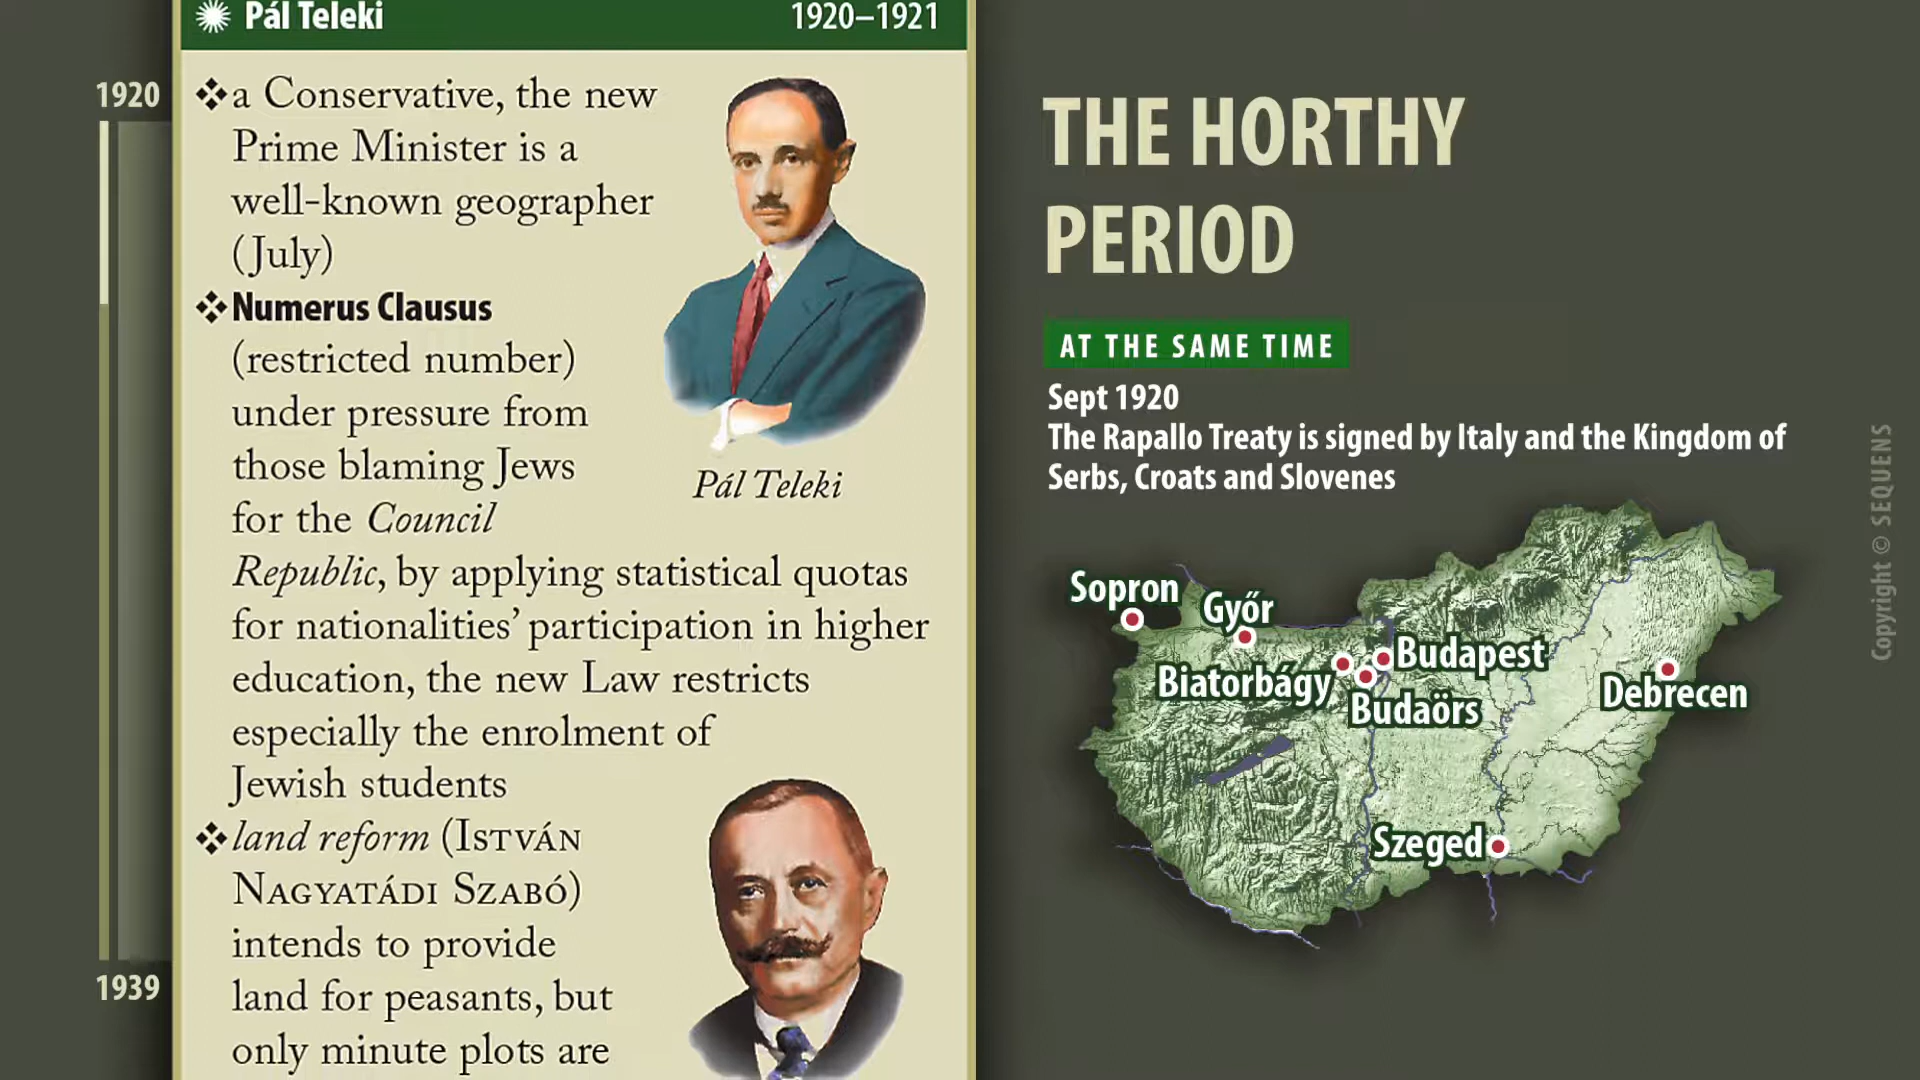 Pál Teleki 1920–1921
1920
a Conservative, the new
Prime Minister is a
well-known geographer
(July)
Numerus Clausus
(restricted number)
under pressure from
those blaming Jews
for the Council
Republic, by applying statistical quotas
for nationalities’ participation in higher
education, the new Law restricts
especially the enrolment of
Jewish students
land reform (ISTVÁN
NAGYATÁDI SZABÓ)
intends to provide
land for peasants, but
only minute plots are
Pál Teleki
1939
THE HORTHY
PERIOD
AT THE SAME TIME
Sept 1920
The Rapallo Treaty is signed by Italy and the Kingdom of
Serbs, Croats and Slovenes
Sopron
Győr
Budapest
Biatorbágy
Budaörs
Debrecen
Szeged
Copyright © SEQUENS